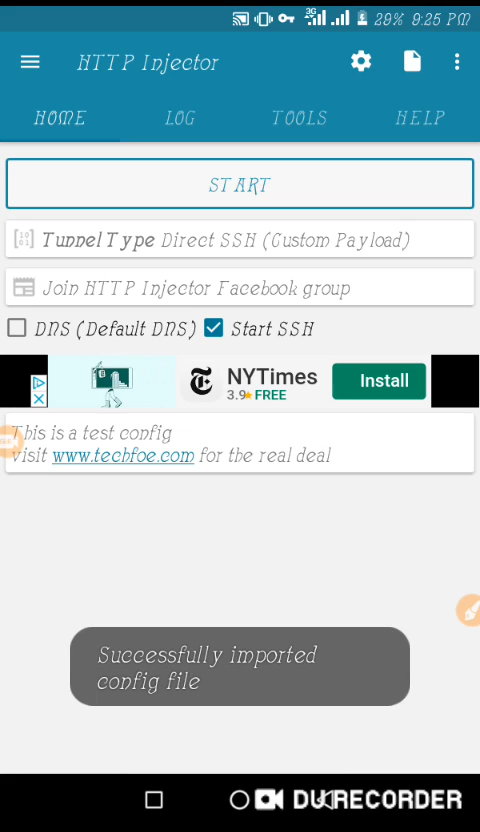 3G 29% 9:25 PM
HTTP Injector
HOME LOG TOOLS HELP
START
Tunnel Type Direct SSH (Custom Payload)
Join HTTP Injector Facebook group
DNS (Default DNS) Start SSH
NYTimes
3.9 FREE
Install
This is a test config
visit www.techfoe.com for the real deal
Successfully imported
config file
DU RECORDER